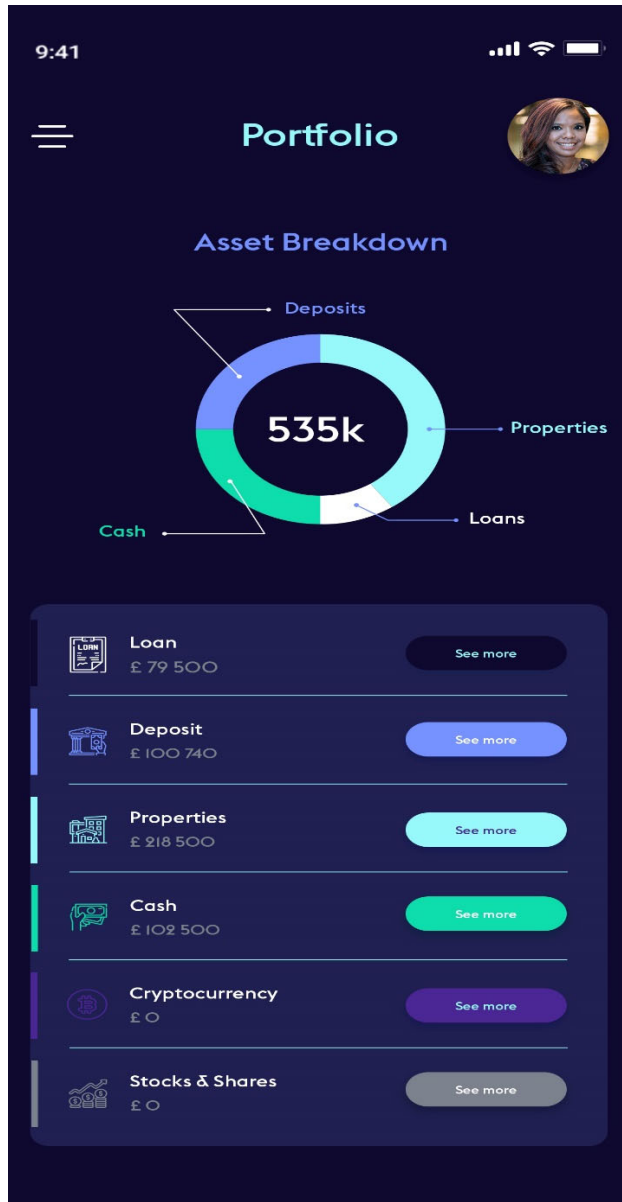 9:41
Portfolio
Asset Breakdown
Deposits
535k
Properties
Loans
Cash
LOAN
Loan
£ 79 500
See more
Deposit
£ 100 740
See more
Properties
£ 218 500
See more
Cash
£ 102 500
See more
Cryptocurrency
£ 0
See more
Stocks & Shares
£ 0
See more